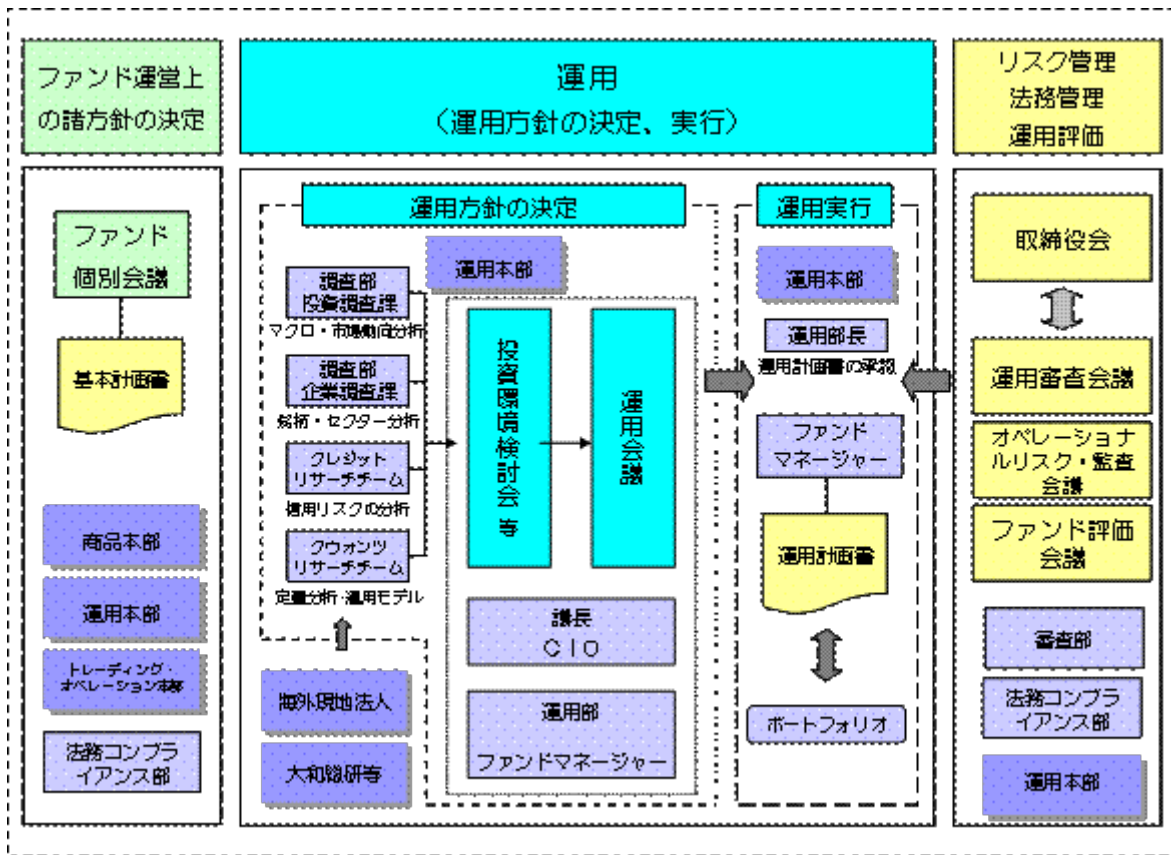 ファンド運営上
の諸方針の決定
運用
（運用方針の決定、実行）
リスク管理
法務管理
運用評価
ファンド
個別会議
基本計画書
商品本部
運用本部
トレーディング・
オペレーション本部
法務コンプラ
イアンス部
運用方針の決定
運用本部
調査部
投資調査課
マクロ・市場動向分析
調査部
企業調査課
銘柄・セクター分析
クレジット
リサーチチーム
信用リスクの分析
クウォンツ
リサーチチーム
定量分析・運用モデル
海外現地法人
大和総研等
投資環境検討会 等
運用会議
議長
ＣＩＯ
運用部
ファンドマネージャー
運用実行
運用本部
運用部長
運用計画書の承認
ファンド
マネージャー
運用計画書
ポートフォリオ
取締役会
運用審査会議
オペレーショナ
ルリスク・監査
会議
ファンド評価
会議
審査部
法務コンプラ
イアンス部
運用本部